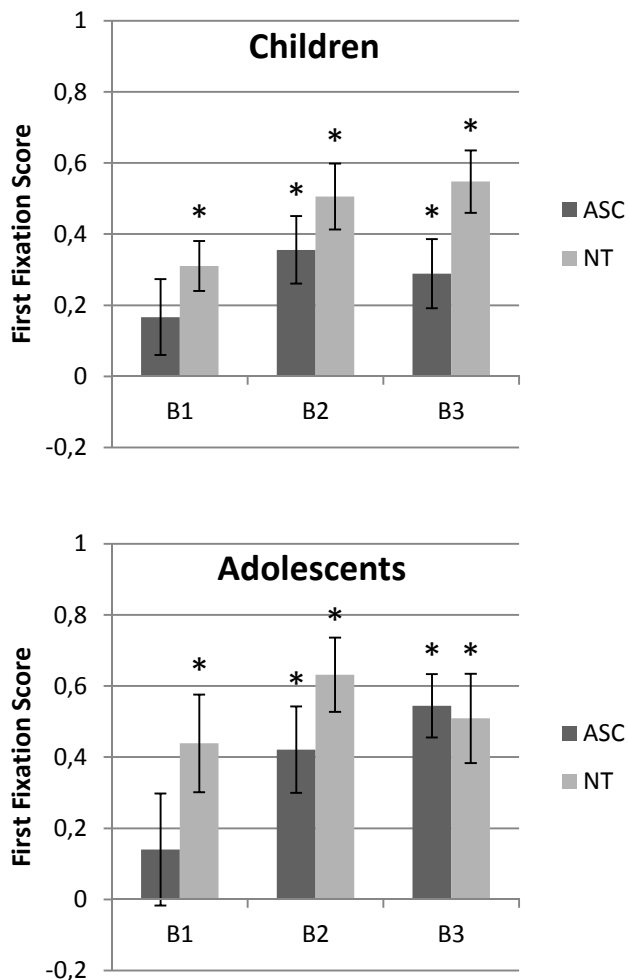 Children
First Fixation Score
1
0,8
0,6
0,4
0,2
0
-0,2
* * * * *
B1 B2 B3
ASC
NT
Adolescents
First Fixation Score
1
0,8
0,6
0,4
0,2
0
-0,2
* * * * *
B1 B2 B3
ASC
NT